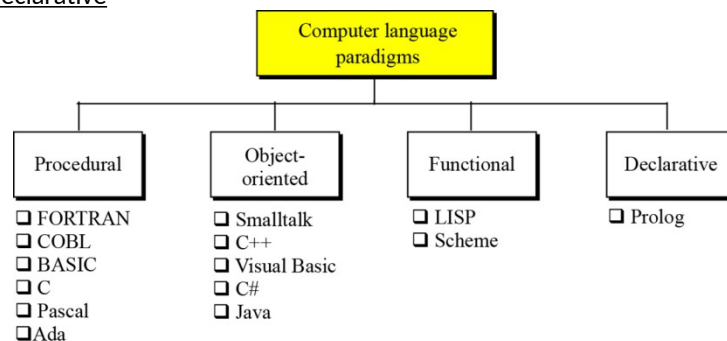 Declarative
Computer language
paradigms
Procedural
Object-
oriented
Functional
Declarative
❑ FORTRAN
❑ COBL
❑ BASIC
❑ C
❑ Pascal
❑Ada
❑ Smalltalk
❑ C++
❑ Visual Basic
❑ C#
❑ Java
❑ LISP
❑ Scheme
❑ Prolog